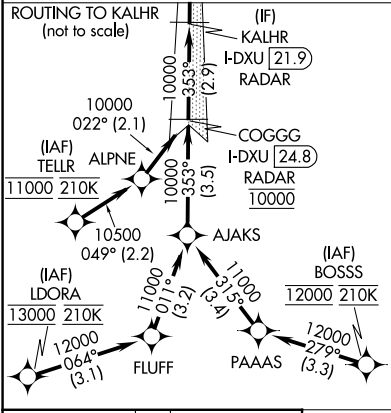 ROUTING TO KALHR
(not to scale)
(IF)
KALHR
I-DXU 21.9
RADAR
10000
353°
(2.9)
10000
022° (2.1)
COGGG
I-DXU 24.8
RADAR
10000
(IAF)
TELLR
11000 210K
ALPNE
10000
353°
(3.5)
10500
049° (2.2)
AJAKS
(IAF)
LDORA
13000 210K
11000
011°
(3.2)
11000
315°
(3.4)
(IAF)
BOSSS
12000 210K
12000
064°
(3.1)
FLUFF
PAAAS
12000
279°
(3.3)